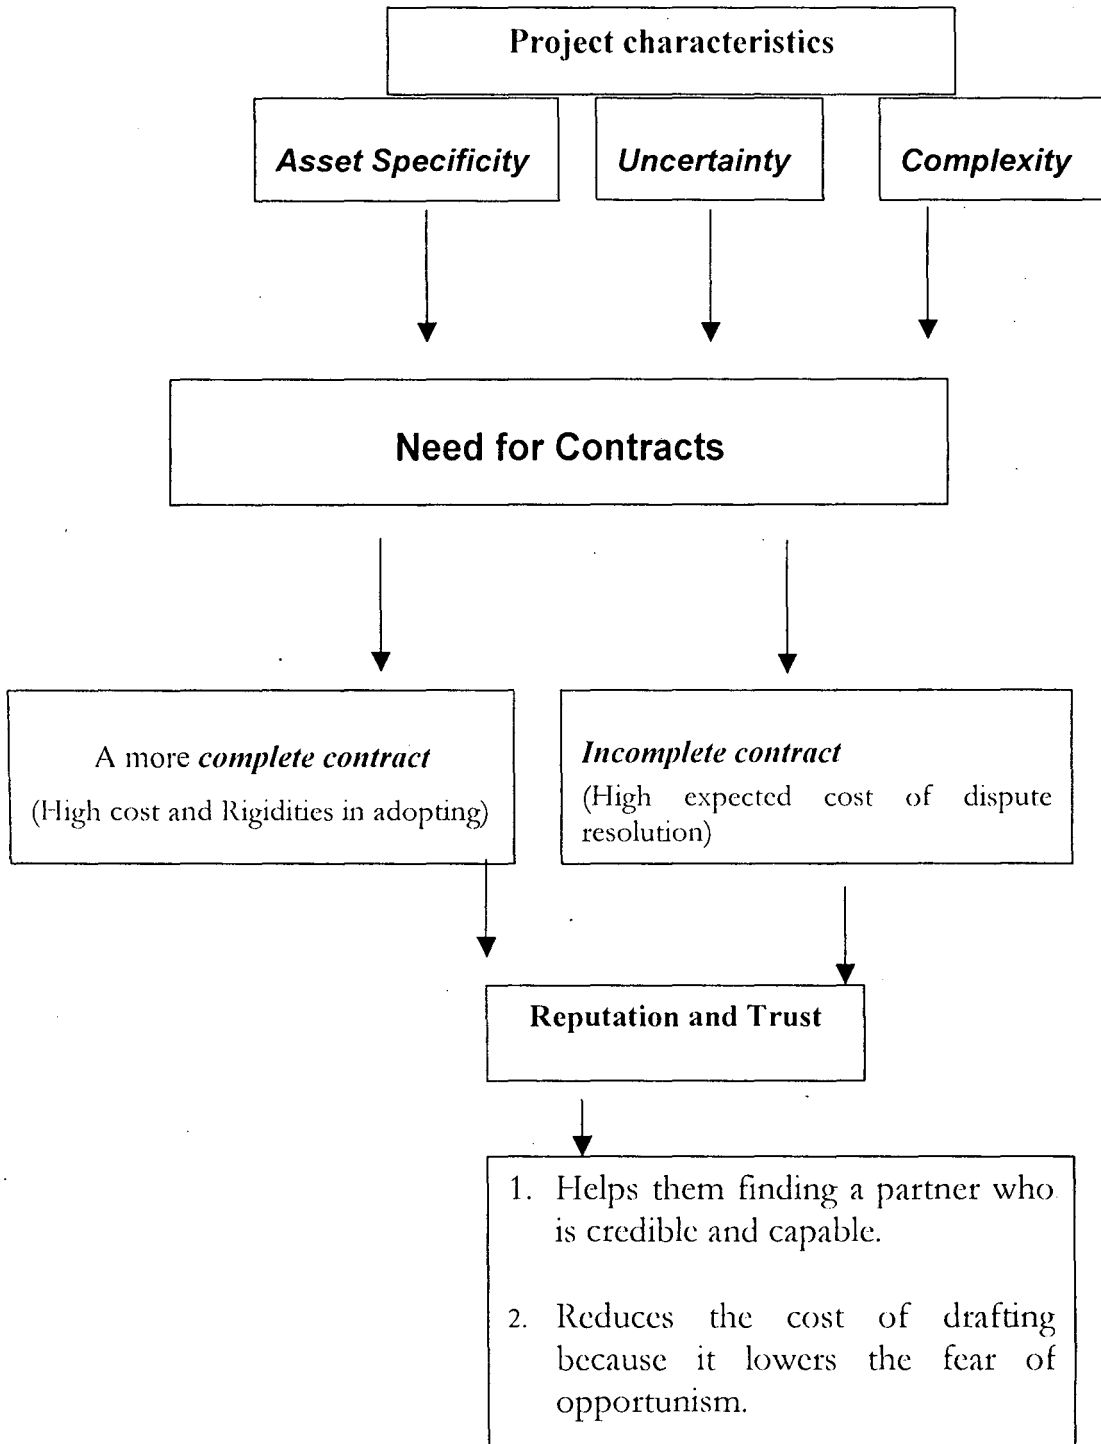 Project characteristics
Asset Specificity
Uncertainty
Complexity
Need for Contracts
A more complete contract
(High cost and Rigidities in adopting)
Incomplete contract
(High expected cost of dispute
resolution)
Reputation and Trust
1. Helps them finding a partner who
is credible and capable.
2. Reduces the cost of drafting
because it lowers the fear of
opportunism.